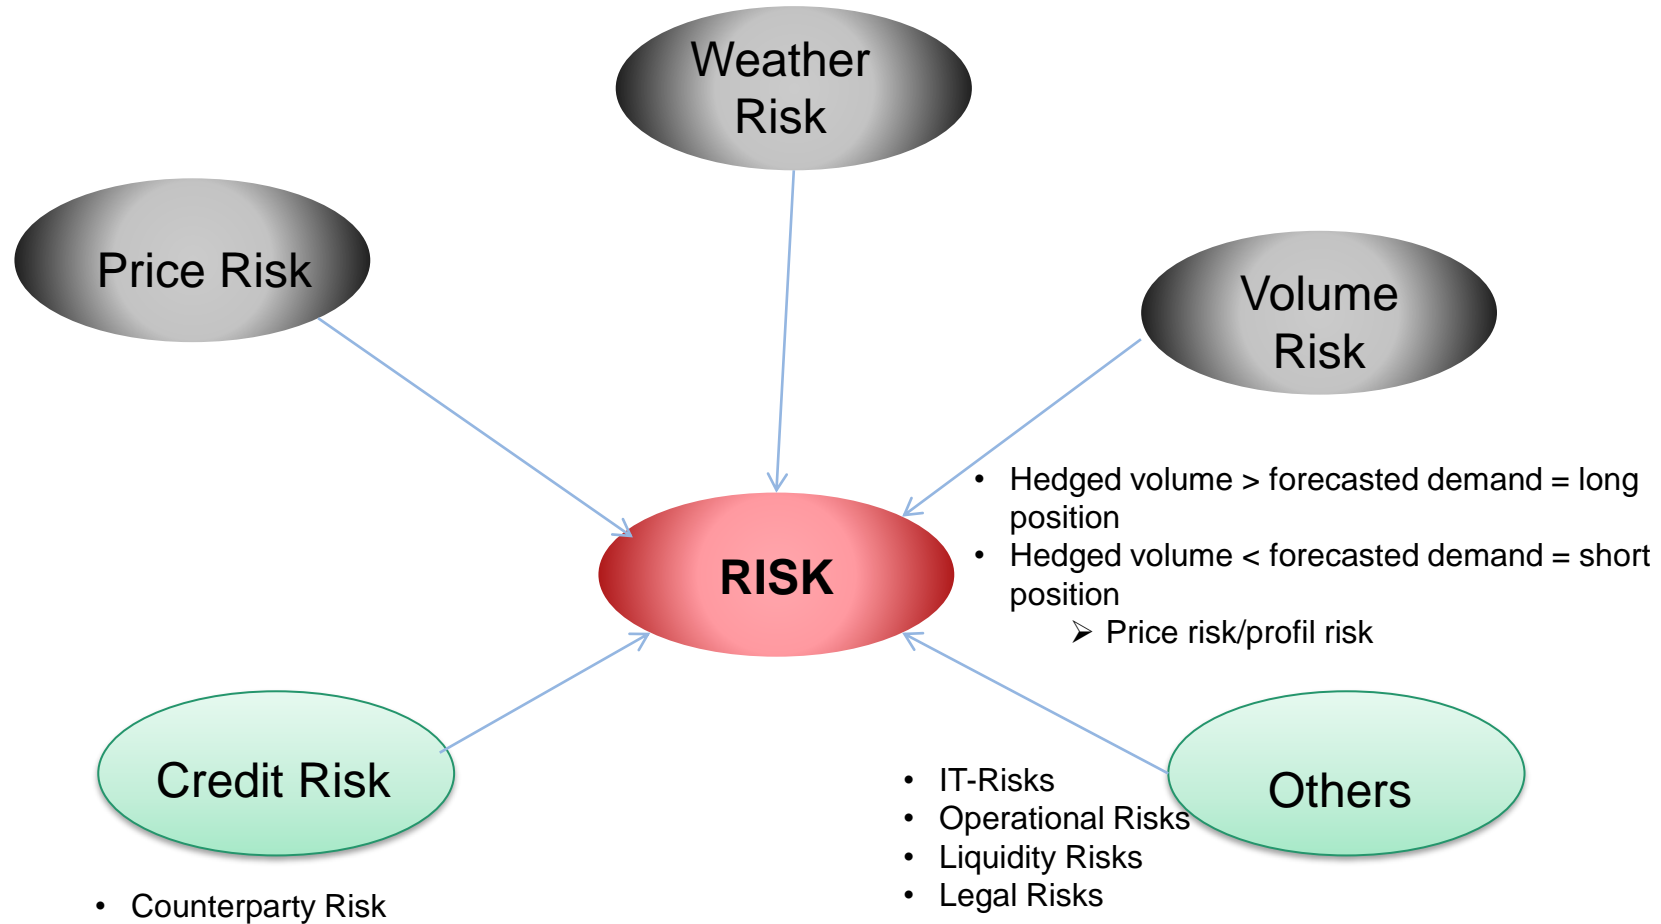 Weather
Risk
Price Risk
Volume
Risk
• Hedged volume > forecasted demand = long
position
• Hedged volume < forecasted demand = short
position
➢ Price risk/profil risk
RISK
Credit Risk
• Counterparty Risk
Others
• IT-Risks
• Operational Risks
• Liquidity Risks
• Legal Risks